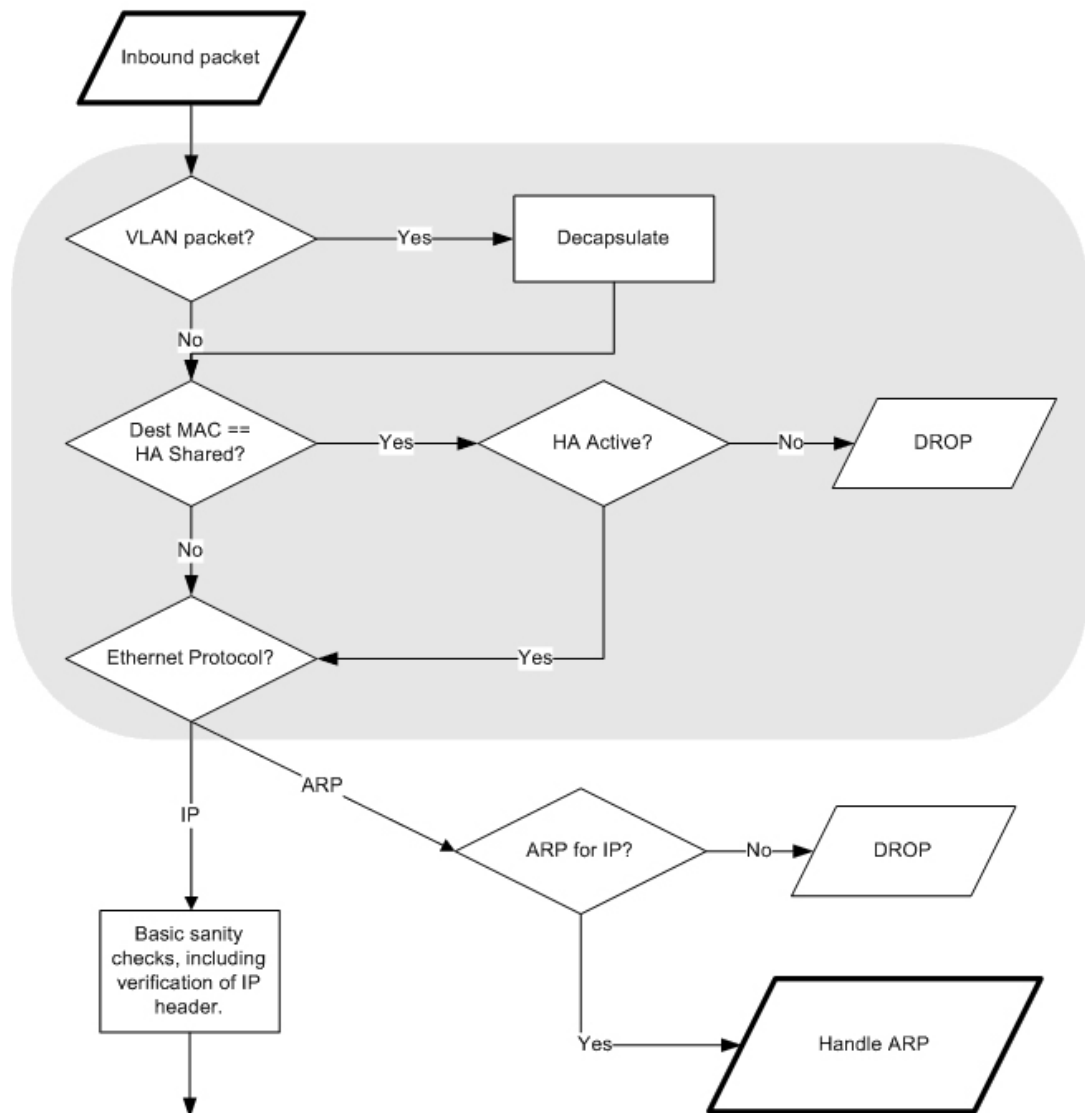 Inbound packet
VLAN packet?
Yes
Decapsulate
No
Dest MAC ==
HA Shared?
Yes
HA Active?
No
DROP
No
Ethernet Protocol?
Yes
ARP
IP
ARP for IP?
No
DROP
Basic sanity
checks, including
verification of IP
header.
Yes
Handle ARP